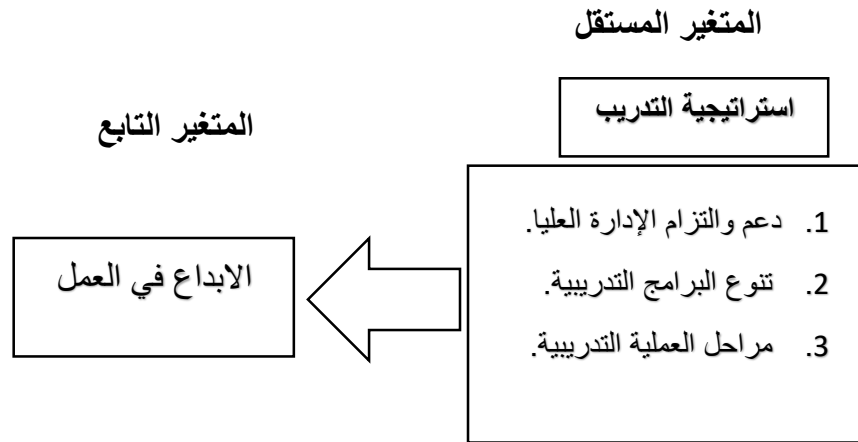 المتغير المستقل
استراتيجية التدريب
1. دعم والتزام الإدارة العليا.
2. تنوع البرامج التدريبية.
3. مراحل العملية التدريبية.
المتغير التابع
الابداع في العمل